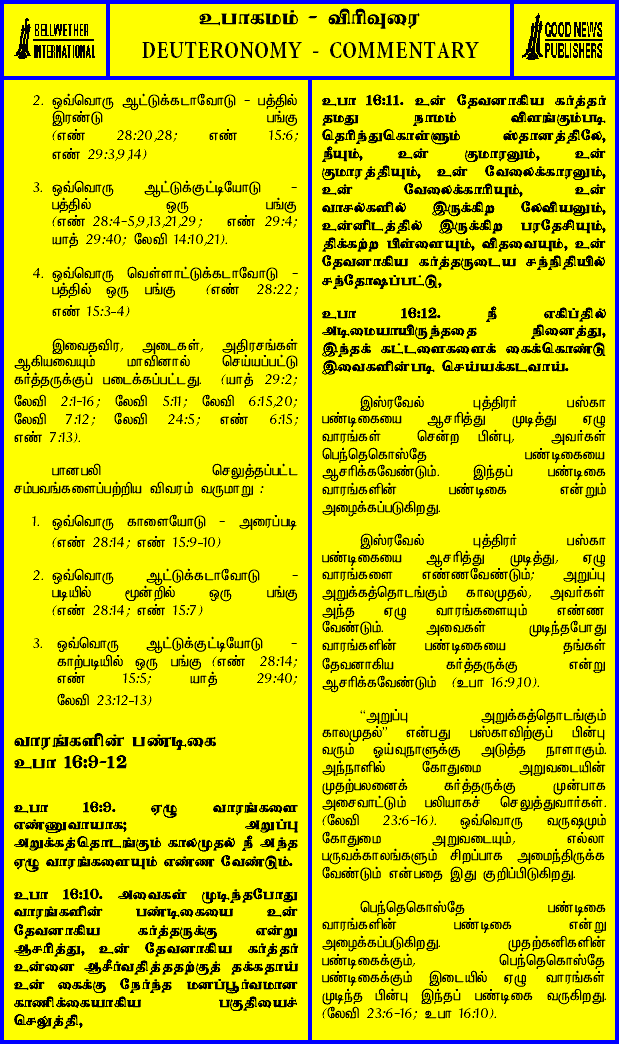 BELLWETHER
INTERNATIONAL
உபாகமம் - விரிவுரை
DEUTERONOMY - COMMENTARY
GOOD NEWS
PUBLISHERS
2. ஒவ்வொரு ஆட்டுக்கடாவோடு - பத்தில்
இரண்டு பங்கு
(எண் 28:20,28; எண் 15:6;
எண் 29:3,9,14)
3. ஒவ்வொரு ஆட்டுக்குட்டியோடு -
பத்தில் ஒரு பங்கு
(எண் 28:4-5,9,13,21,29; எண் 29:4;
யாத் 29:40; லேவி 14:10,21).
4. ஒவ்வொரு வெள்ளாட்டுக்கடாவோடு -
பத்தில் ஒரு பங்கு (எண் 28:22;
எண் 15:3-4)
இவைதவிர, அடைகள், அதிரசங்கள்
ஆகியவையும் மாவினால் செய்யப்பட்டு
கர்த்தருக்குப் படைக்கப்பட்டது. (யாத் 29:2;
லேவி 2:1-16; லேவி 5:11; லேவி 6:15,20;
லேவி 7:12; லேவி 24:5; எண் 6:15;
எண் 7:13).
பானபலி செலுத்தப்பட்ட
சம்பவங்களைப்பற்றிய விவரம் வருமாறு :
1. ஒவ்வொரு காளையோடு - அரைப்படி
(எண் 28:14; எண் 15:9-10)
2. ஒவ்வொரு ஆட்டுக்கடாவோடு -
படியில் மூன்றில் ஒரு பங்கு
(எண் 28:14; எண் 15:7)
3. ஒவ்வொரு ஆட்டுக்குட்டியோடு -
காற்படியில் ஒரு பங்கு (எண் 28:14;
எண் 15:5; யாத் 29:40;
லேவி 23:12-13)
வாரங்களின் பண்டிகை
உபா 16:9-12
உபா 16:9. ஏழு வாரங்களை
எண்ணுவாயாக; அறுப்பு
அறுக்கத்தொடங்கும் காலமுதல் நீ அந்த
ஏழு வாரங்களையும் எண்ண வேண்டும்.
உபா 16:10. அவைகள் முடிந்தபோது
வாரங்களின் பண்டிகையை உன்
தேவனாகிய கர்த்தருக்கு என்று
ஆசரித்து, உன் தேவனாகிய கர்த்தர்
உன்னை ஆசீர்வதித்ததற்குத் தக்கதாய்
உன் கைக்கு நேர்ந்த மனப்பூர்வமான
காணிக்கையாகிய பகுதியைச்
செலுத்தி,
உபா 16:11. உன் தேவனாகிய கர்த்தர்
தமது நாமம் விளங்கும்படி
தெரிந்துகொள்ளும் ஸ்தானத்திலே,
நீயும், உன் குமாரனும், உன்
குமாரத்தியும், உன் வேலைக்காரனும்,
உன் வேலைக்காரியும், உன்
வாசல்களில் இருக்கிற லேவியனும்,
உன்னிடத்தில் இருக்கிற பரதேசியும்,
திக்கற்ற பிள்ளையும், விதவையும், உன்
தேவனாகிய கர்த்தருடைய சந்நிதியில்
சந்தோஷப்பட்டு,
உபா 16:12. நீ எகிப்தில்
அடிமையாயிருந்ததை நினைத்து,
இந்தக் கட்டளைகளைக் கைக்கொண்டு
இவைகளின்படி செய்யக்கடவாய்.
இஸ்ரவேல் புத்திரர் பஸ்கா
பண்டிகையை ஆசரித்து முடித்து ஏழு
வாரங்கள் சென்ற பின்பு, அவர்கள்
பெந்தெகொஸ்தே பண்டிகையை
ஆசரிக்கவேண்டும். இந்தப் பண்டிகை
வாரங்களின் பண்டிகை என்றும்
அழைக்கப்படுகிறது.
இஸ்ரவேல் புத்திரர் பஸ்கா
பண்டிகையை ஆசரித்து முடித்து, ஏழு
வாரங்களை எண்ணவேண்டும்; அறுப்பு
அறுக்கத்தொடங்கும் காலமுதல், அவர்கள்
அந்த ஏழு வாரங்களையும் எண்ண
வேண்டும். அவைகள் முடிந்தபோது
வாரங்களின் பண்டிகையை தங்கள்
தேவனாகிய கர்த்தருக்கு என்று
ஆசரிக்கவேண்டும் (உபா 16:9,10).
“அறுப்பு அறுக்கத்தொடங்கும்
காலமுதல்” என்பது பஸ்காவிற்குப் பின்பு
வரும் ஓய்வுநாளுக்கு அடுத்த நாளாகும்.
அந்நாளில் கோதுமை அறுவடையின்
முதற்பலனைக் கர்த்தருக்கு முன்பாக
அசைவாட்டும் பலியாகச் செலுத்துவார்கள்.
(லேவி 23:6-16). ஒவ்வொரு வருஷமும்
கோதுமை அறுவடையும், எல்லா
பருவக்காலங்களும் சிறப்பாக அமைந்திருக்க
வேண்டும் என்பதை இது குறிப்பிடுகிறது.
பெந்தெகொஸ்தே பண்டிகை
வாரங்களின் பண்டிகை என்று
அழைக்கப்படுகிறது. முதற்கனிகளின்
பண்டிகைக்கும், பெந்தெகொஸ்தே
பண்டிகைக்கும் இடையில் ஏழு வாரங்கள்
முடிந்த பின்பு இந்தப் பண்டிகை வருகிறது.
(லேவி 23:6-16; உபா 16:10).